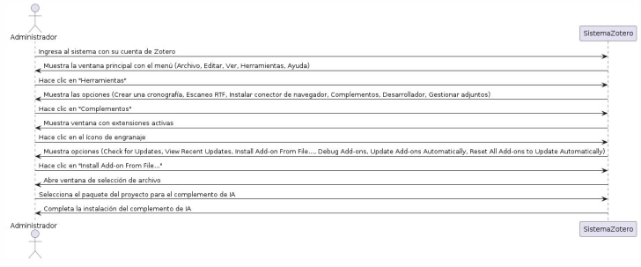 Administrador
SistemaZotero
Ingresa al sistema con su cuenta de Zotero
Muestra la ventana principal con el menú (Archivo, Editar, Ver, Herramientas, Ayuda)
Hace clic en "Herramientas"
Muestra las opciones (Crear una cronografía, Escaneo RTF, Instalar conector de navegador, Complementos, Desarrollador, Gestionar adjuntos)
Hace clic en "Complementos"
Muestra ventana con extensiones activas
Hace clic en el ícono de engranaje
Muestra opciones (Check for Updates, View Recent Updates, Install Add-on From File..., Debug Add-ons, Update Add-ons Automatically, Reset All Add-ons to Update Automatically)
Hace clic en "Install Add-on From File..."
Abre ventana de selección de archivo
Selecciona el paquete del proyecto para el complemento de IA
Completa la instalación del complemento de IA
Administrador
SistemaZotero